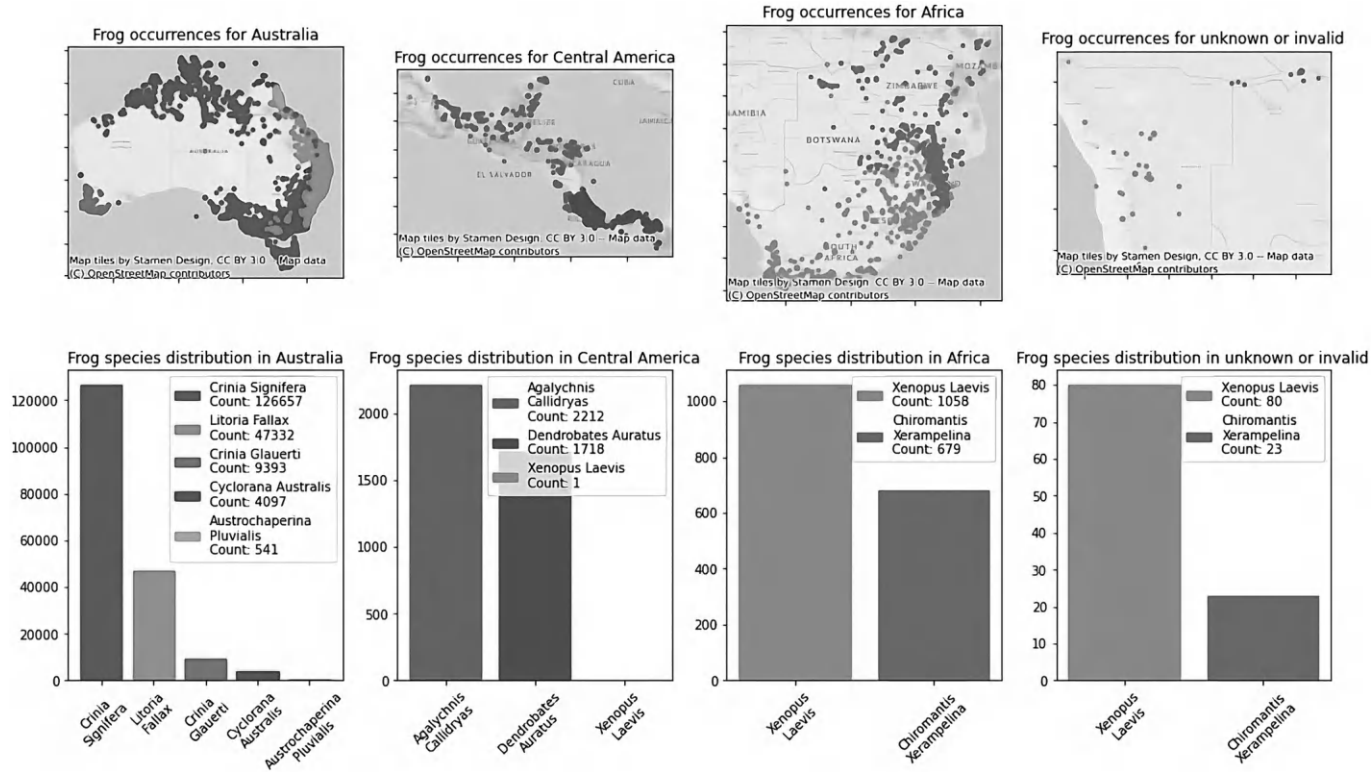 Frog occurrences for Australia
AUSTRALIA
Map tiles by Stamen Design. CC BY 3.0 — Map data
(C) OpenStreetMap contributors
Frog occurrences for Central America
CUBA
BELIZE
JAMAICA
EL SALVADOR
Map tiles by Stamen Design. CC BY 3.0 — Map data
(C) OpenStreetMap contributors
Frog occurrences for Africa
ZIMBABWE
BOTSWANA
SOUTH
AFRICA
Map tiles by Stamen Design. CC BY 3.0 — Map data
(C) OpenStreetMap contributors
Frog occurrences for unknown or invalid
Map tiles by Stamen Design, CC BY 3.0 — Map data
(C) OpenStreetMap contributors
Frog species distribution in Australia
120000
100000
80000
60000
40000
20000
0
Crinia Signifera
Count: 126657
Litoria Fallax
Count: 47332
Crinia Glauerti
Count: 9393
Cyclorana Australis
Count: 4097
Austrochaperina
Pluvialis
Count: 541
Crinia
Signifera
Litoria
Fallax
Crinia
Glauerti
Cyclorana
Australis
Austrochaperina
Pluvialis
Frog species distribution in Central America
2000
1500
1000
500
0
Agalychnis
Callidryas
Count: 2212
Dendrobates Auratus
Count: 1718
Xenopus Laevis
Count: 1
Agalychnis
Callidryas
Dendrobates
Auratus
Xenopus
Laevis
Frog species distribution in Africa
1000
800
600
400
200
0
Xenopus Laevis
Count: 1058
Chiromantis
Xerampelina
Count: 679
Xenopus
Laevis
Chiromantis
Xerampelina
Frog species distribution in unknown or invalid
80
70
60
50
40
30
20
10
0
Xenopus Laevis
Count: 80
Chiromantis
Xerampelina
Count: 23
Xenopus
Laevis
Chiromantis
Xerampelina